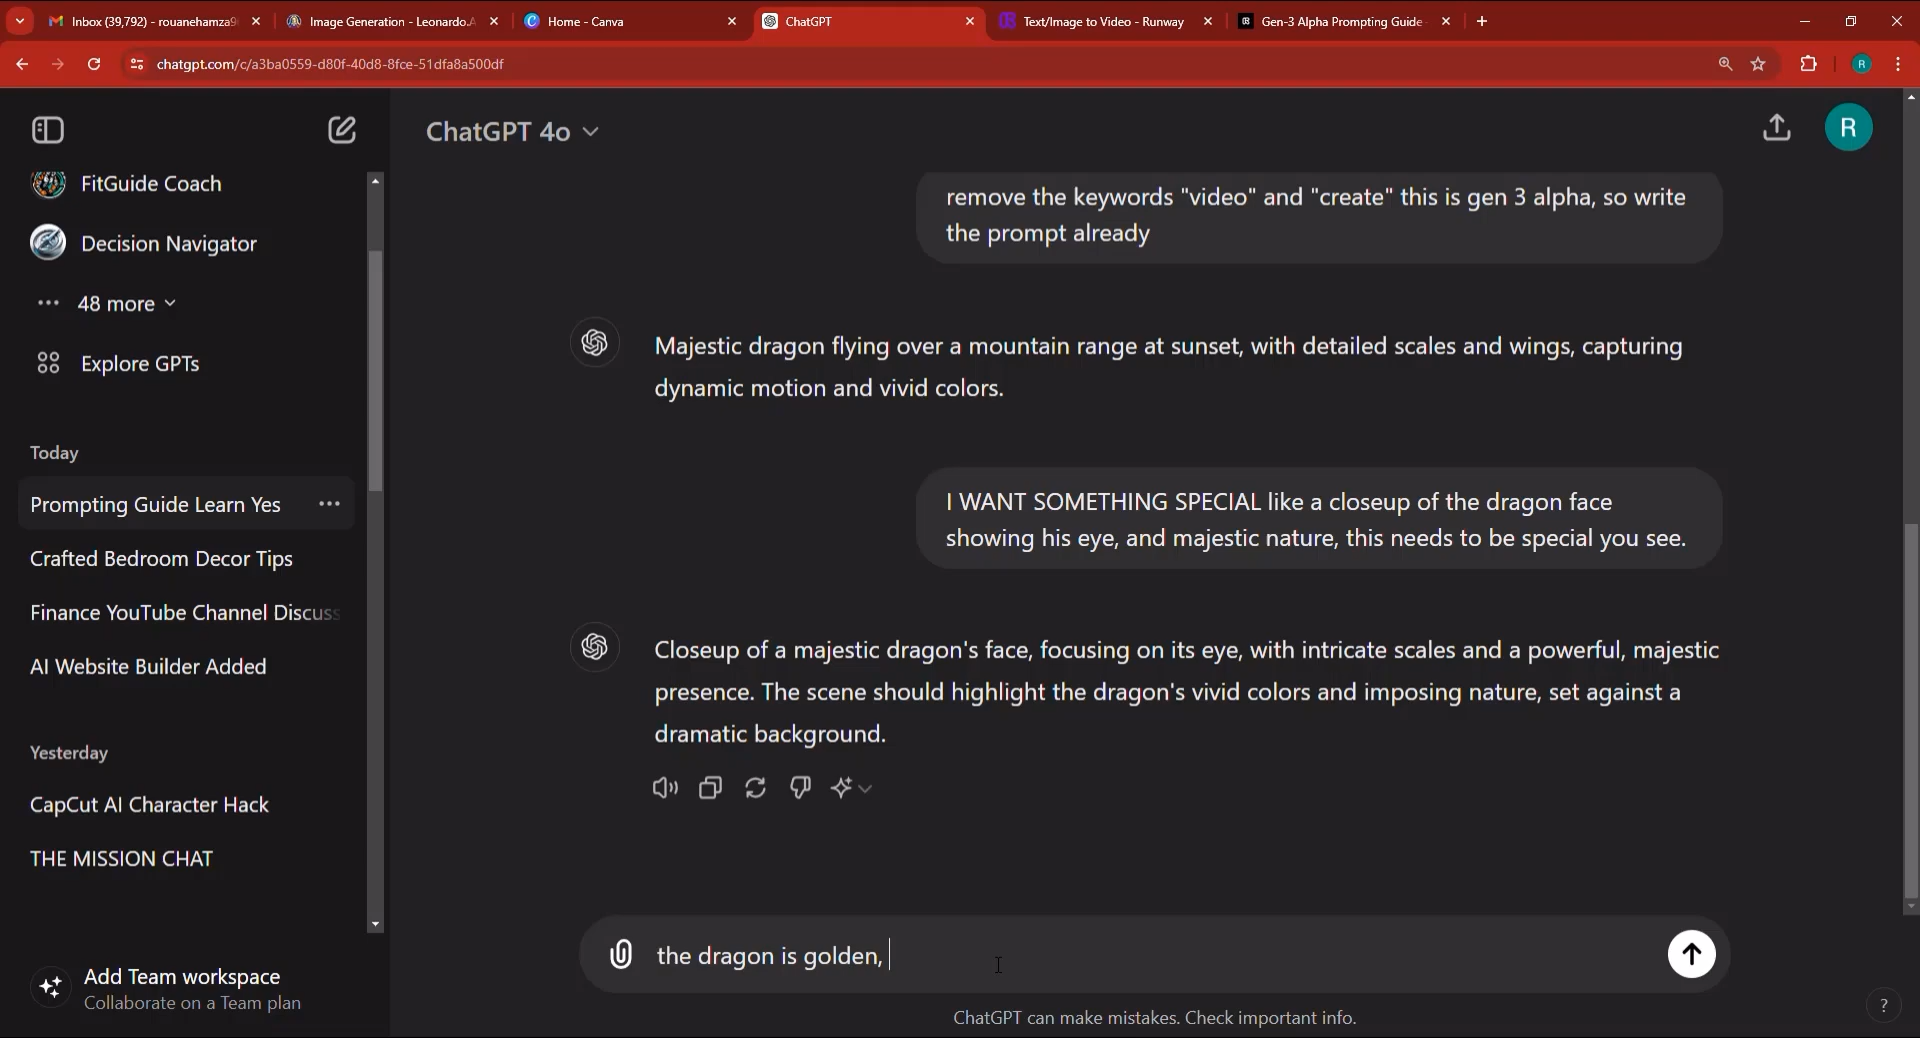 Inbox (39,792) - rouanehamza9
Image Generation - Leonardo.A
Home - Canva
ChatGPT
Text/Image to Video - Runway
Gen-3 Alpha Prompting Guide
chatgpt.com/c/a3ba0559-d80f-40d8-8fce-51dfa8a500df
R
ChatGPT 4o
R
FitGuide Coach
Decision Navigator
48 more
Explore GPTs
Today
Prompting Guide Learn Yes
Crafted Bedroom Decor Tips
Finance YouTube Channel Discuss
AI Website Builder Added
Yesterday
CapCut AI Character Hack
THE MISSION CHAT
Add Team workspace
Collaborate on a Team plan
remove the keywords "video" and "create" this is gen 3 alpha, so write
the prompt already
Majestic dragon flying over a mountain range at sunset, with detailed scales and wings, capturing
dynamic motion and vivid colors.
I WANT SOMETHING SPECIAL like a closeup of the dragon face
showing his eye, and majestic nature, this needs to be special you see.
Closeup of a majestic dragon's face, focusing on its eye, with intricate scales and a powerful, majestic
presence. The scene should highlight the dragon's vivid colors and imposing nature, set against a
dramatic background.
the dragon is golden,
ChatGPT can make mistakes. Check important info.
?